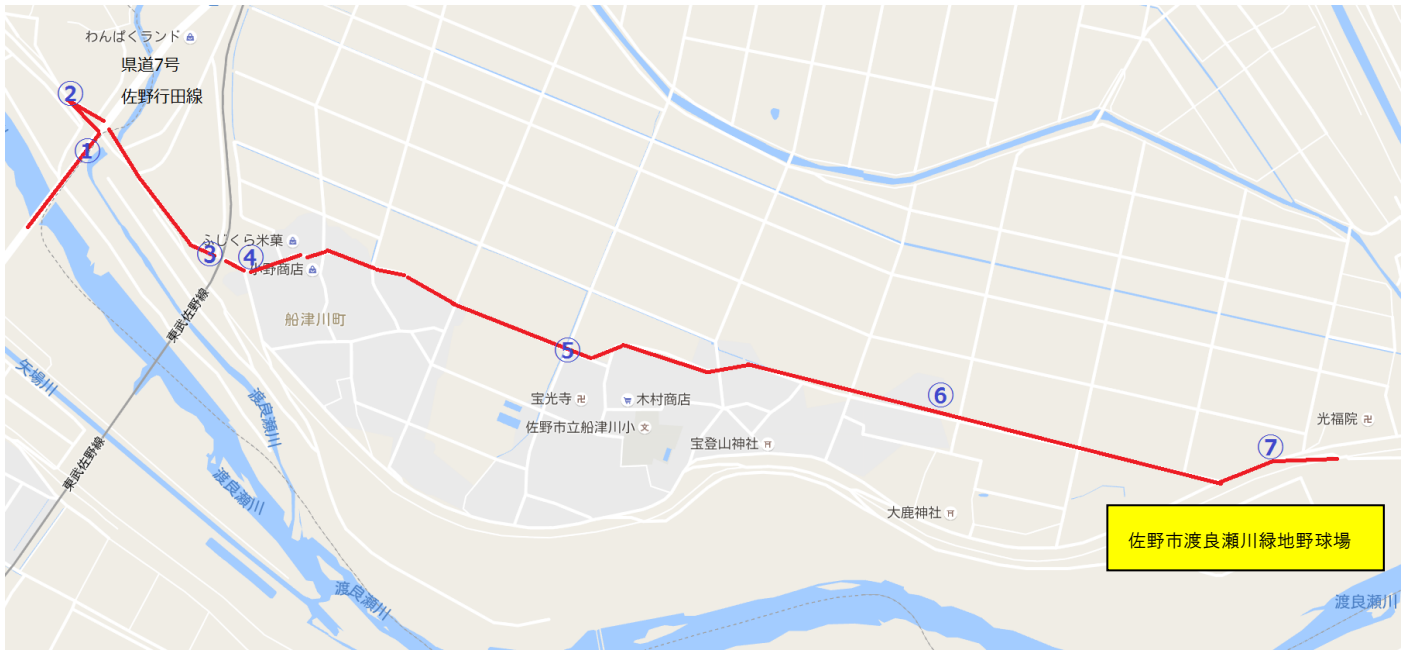 わんぱくランド
県道7号
②
佐野行田線
①
ふじくら米菓
③
④
小野商店
東武佐野線
船津川町
⑤
矢場川
渡良瀬川
宝光寺
木村商店
⑥
佐野市立船津川小
文
宝登山神社
光福院
⑦
東武佐野線
渡良瀬川
大鹿神社
佐野市渡良瀬川緑地野球場
渡良瀬川
渡良瀬川